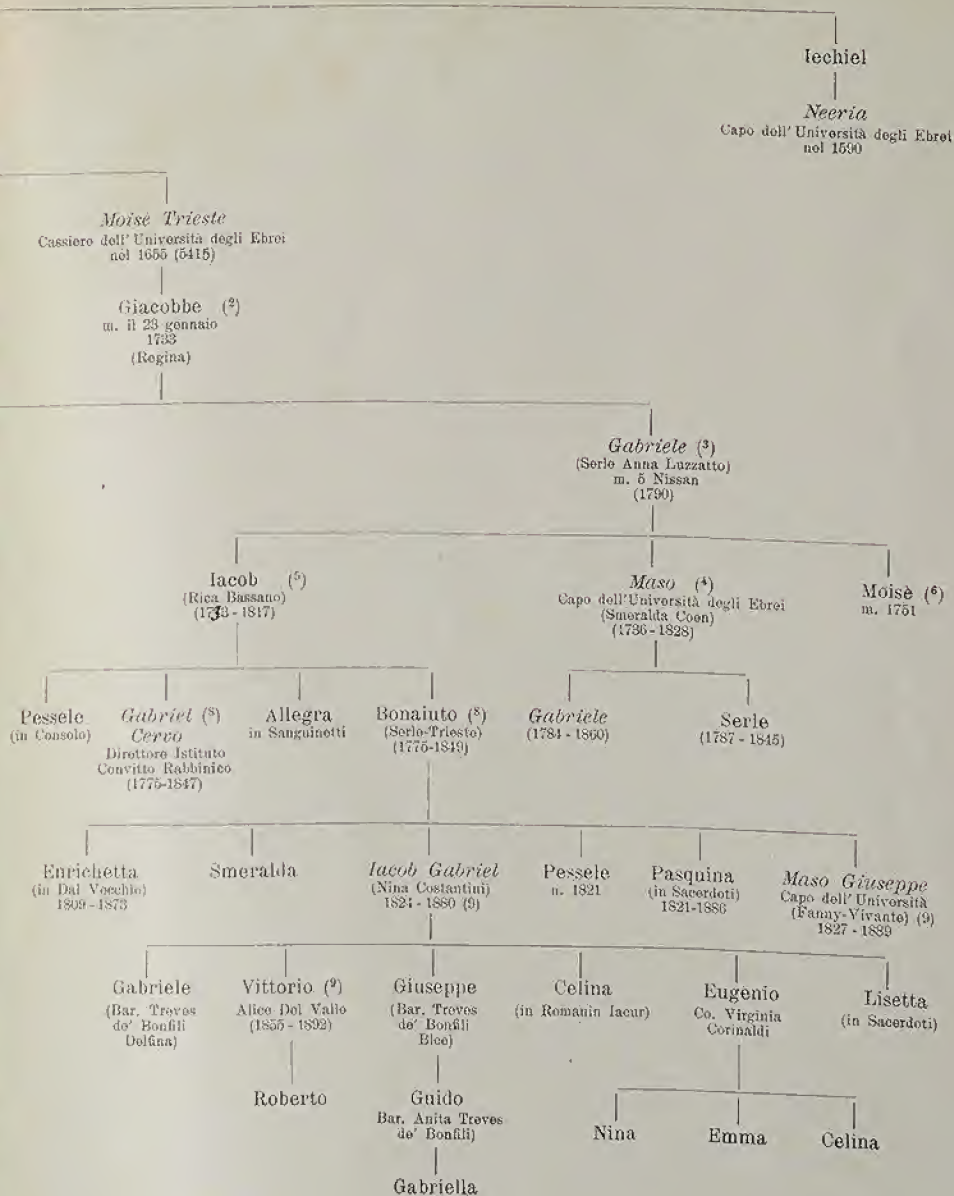 Iechiel
Neeria
Capo dell'Università degli Ebrei
nel 1590
Moisè Trieste
Cassiere dell'Università degli Ebrei
nel 1655 (5415)
Giacobbe (²)
m. il 23 gennaio
1733
(Regina)
Gabriele (³)
(Serle Anna Luzzatto)
m. 5 Nissan
(1790)
Iacob (⁵)
(Rica Bassano)
(1733-1817)
Maso (⁴)
Capo dell'Università degli Ebrei
(Smeralda Coen)
(1736-1828)
Moisè (⁶)
m. 1751
Pessele
(in Consolo)
Gabriel (⁸)
Cervo
Direttore Istituto
Convitto Rabbinico
(1775-1847)
Allegra
in Sanguinetti
Bonaiuto (⁸)
(Serle-Trieste)
(1775-1849)
Gabriele
(1784-1860)
Serle
(1787-1845)
Enrichetta
(in Dal Vecchio)
1809-1873
Smeralda
Iacob Gabriel
(Nina Costantini)
1824-1880 (9)
Pessele
n. 1821
Pasquina
(in Sacerdoti)
1821-1886
Maso Giuseppe
Capo dell'Università
(Fanny-Vivante) (9)
1827-1889
Gabriele
(Bar. Treves
de' Bonfili
Delfina)
Vittorio (⁹)
Alice Del Valle
(1855-1892)
Giuseppe
(Bar. Treves
de' Bonfili
Bice)
Celina
(in Romanin Iacur)
Eugenio
Co. Virginia
Corinaldi
Lisetta
(in Sacerdoti)
Roberto
Guido
Bar. Anita Treves
de' Bonfili)
Nina
Emma
Celina
Gabriella